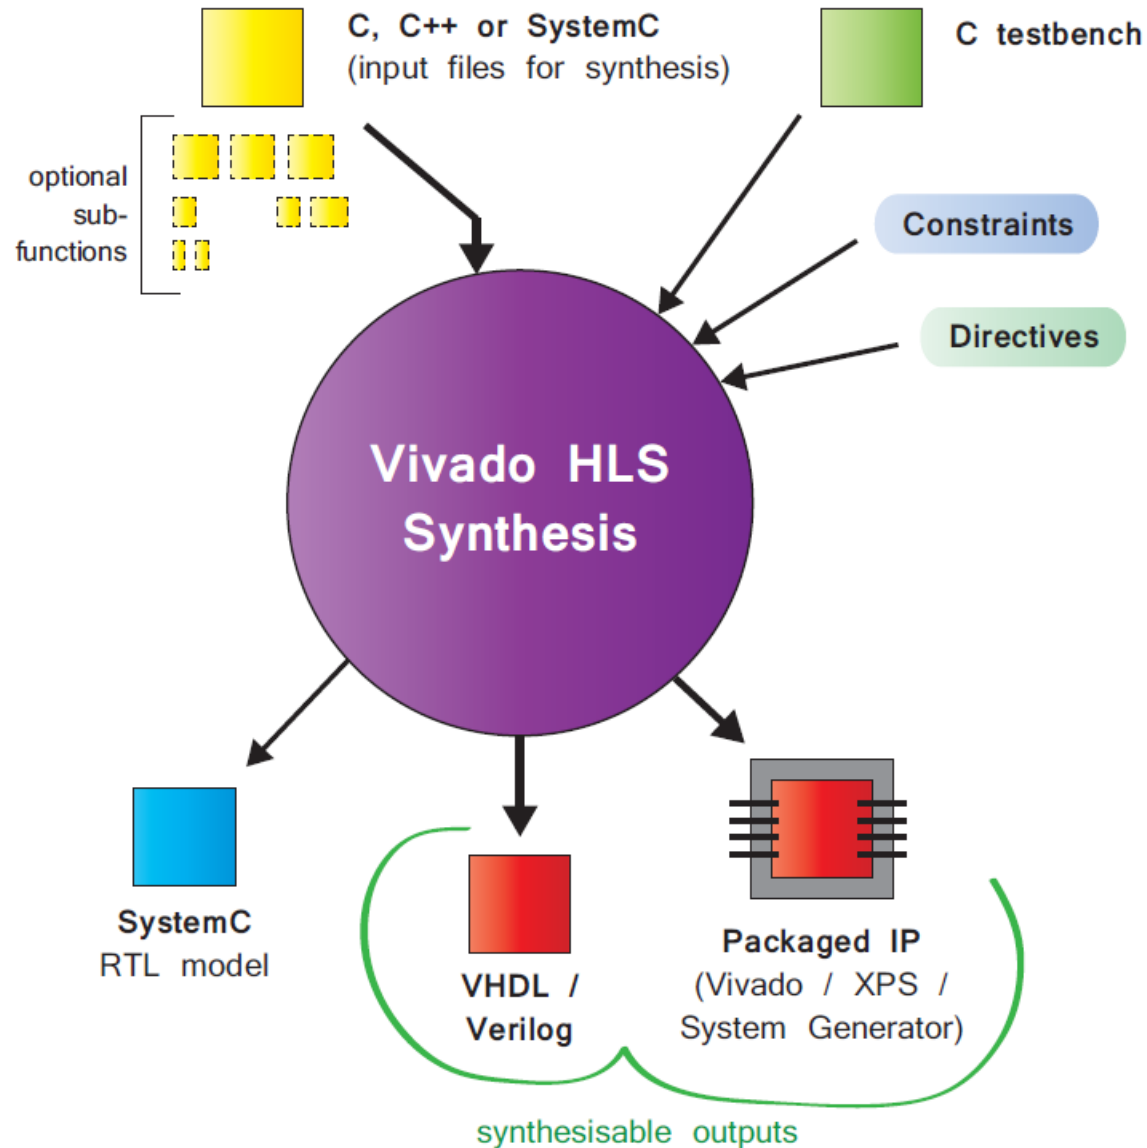 C, C++ or SystemC
(input files for synthesis)
C testbench
optional
sub-
functions
Constraints
Directives
Vivado HLS
Synthesis
SystemC
RTL model
VHDL /
Verilog
Packaged IP
(Vivado / XPS /
System Generator)
synthesisable outputs